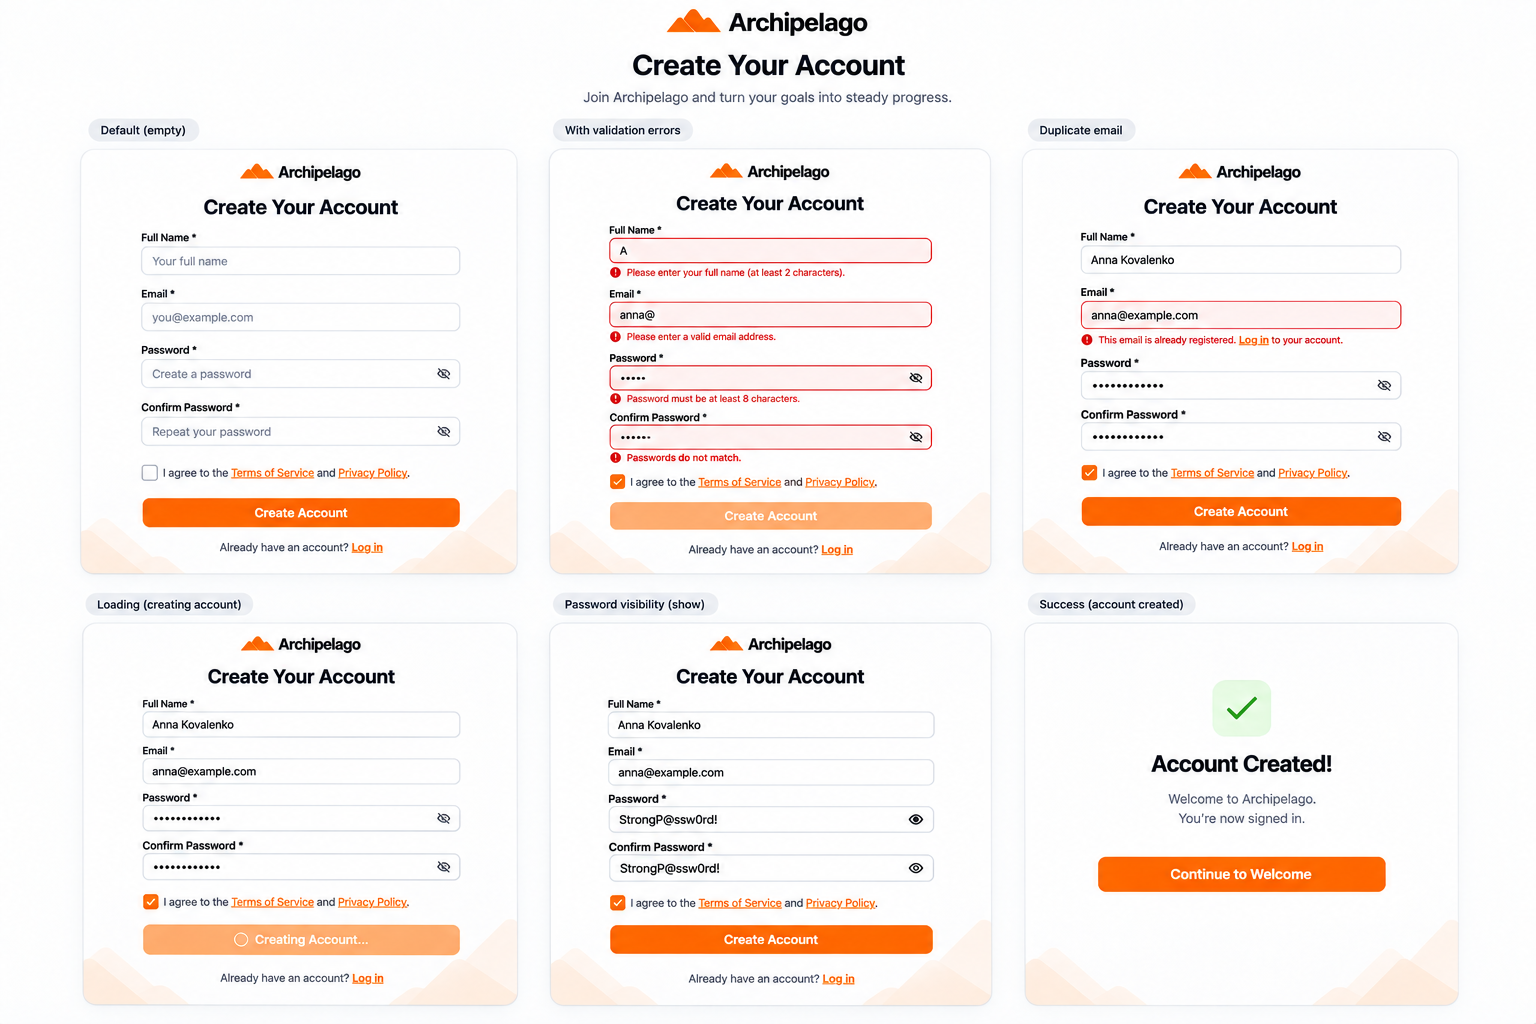 Archipelago
Create Your Account
Join Archipelago and turn your goals into steady progress.
Default (empty)
Archipelago
Create Your Account
Full Name *
Your full name
Email *
you@example.com
Password *
Create a password
Confirm Password *
Repeat your password
I agree to the Terms of Service and Privacy Policy.
Create Account
Already have an account? Log in
With validation errors
Archipelago
Create Your Account
Full Name *
A
Please enter your full name (at least 2 characters).
Email *
anna@
Please enter a valid email address.
Password *
•••••
Password must be at least 8 characters.
Confirm Password *
••••••
Passwords do not match.
I agree to the Terms of Service and Privacy Policy.
Create Account
Already have an account? Log in
Duplicate email
Archipelago
Create Your Account
Full Name *
Anna Kovalenko
Email *
anna@example.com
This email is already registered. Log in to your account.
Password *
••••••••••••
Confirm Password *
••••••••••••
I agree to the Terms of Service and Privacy Policy.
Create Account
Already have an account? Log in
Loading (creating account)
Archipelago
Create Your Account
Full Name *
Anna Kovalenko
Email *
anna@example.com
Password *
••••••••••••
Confirm Password *
••••••••••••
I agree to the Terms of Service and Privacy Policy.
Creating Account...
Already have an account? Log in
Password visibility (show)
Archipelago
Create Your Account
Full Name *
Anna Kovalenko
Email *
anna@example.com
Password *
StrongP@ssw0rd!
Confirm Password *
StrongP@ssw0rd!
I agree to the Terms of Service and Privacy Policy.
Create Account
Already have an account? Log in
Success (account created)
Account Created!
Welcome to Archipelago.
You're now signed in.
Continue to Welcome